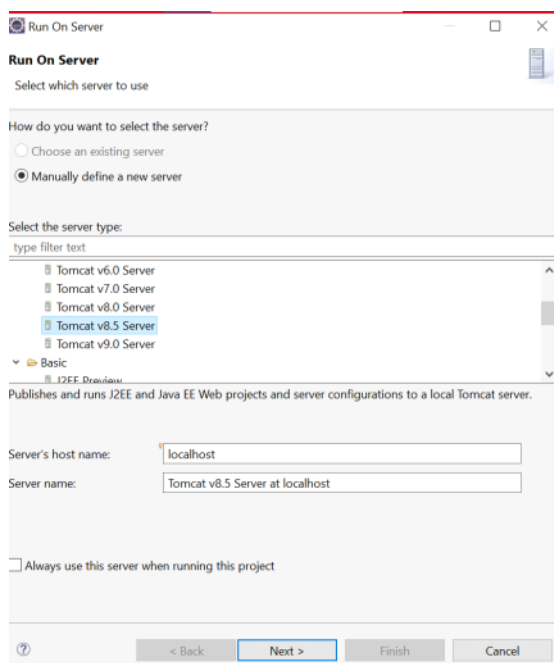 Run On Server
Run On Server
Select which server to use
How do you want to select the server?
Choose an existing server
Manually define a new server
Select the server type:
type filter text
Tomcat v6.0 Server
Tomcat v7.0 Server
Tomcat v8.0 Server
Tomcat v8.5 Server
Tomcat v9.0 Server
Basic
J2EE Preview
Publishes and runs J2EE and Java EE Web projects and server configurations to a local Tomcat server.
Server's host name: localhost
Server name: Tomcat v8.5 Server at localhost
Always use this server when running this project
? < Back Next > Finish Cancel